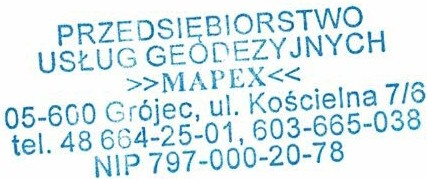 PRZEDSIĘBIORSTWO
USŁUG GEODEZYJNYCH
>>MAPEX<<
05-600 Grójec, ul. Kościelna 7/6
tel. 48 664-25-01, 603-665-038
NIP 797-000-20-78